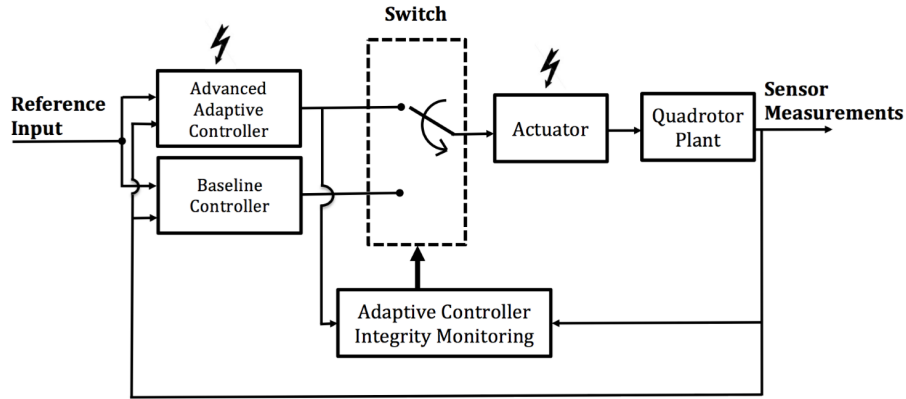 Switch
Reference
Input
Advanced
Adaptive
Controller
Baseline
Controller
Actuator
Quadrotor
Plant
Sensor
Measurements
Adaptive Controller
Integrity Monitoring